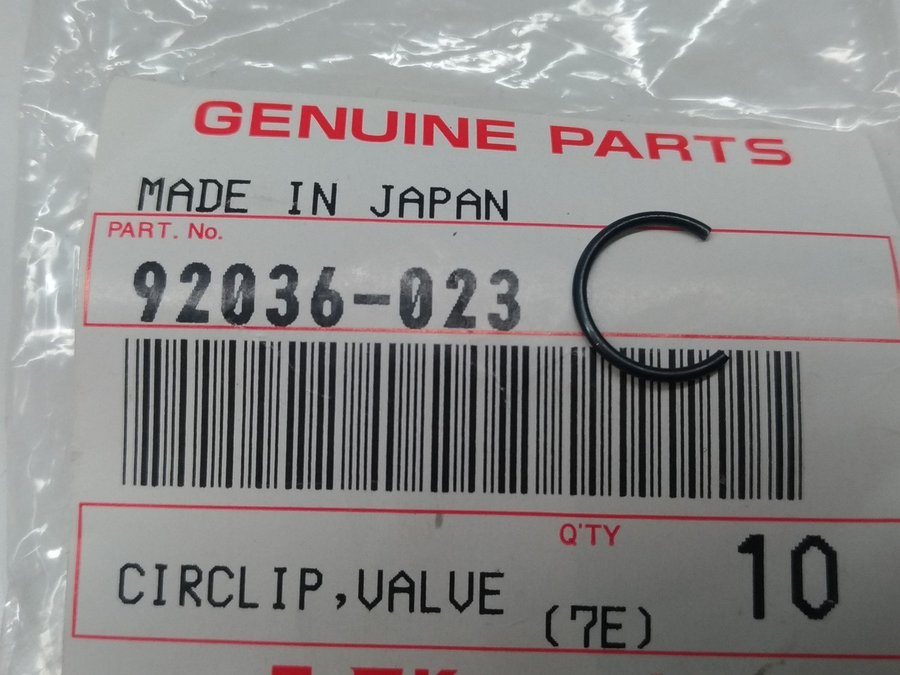 GENUINE PARTS
MADE IN JAPAN
PART. No.
92036-023
Q'TY
10
CIRCLIP,VALVE
(7E)